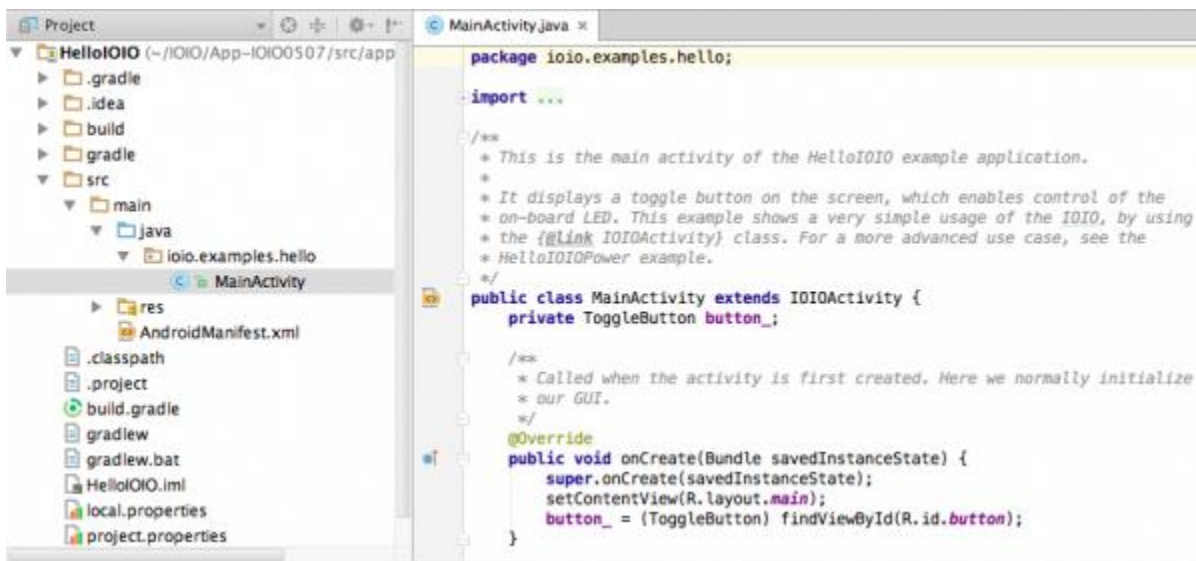 Project
HelloIOIO (~/IOIO/App-IOIO0507/src/app
.gradle
.idea
build
gradle
src
main
java
ioio.examples.hello
MainActivity
res
AndroidManifest.xml
.classpath
.project
build.gradle
gradlew
gradlew.bat
HelloIOIO.iml
local.properties
project.properties
MainActivity.java
package ioio.examples.hello;
import ...
/**
* This is the main activity of the HelloIOIO example application.
*
* It displays a toggle button on the screen, which enables control of the
* on-board LED. This example shows a very simple usage of the IOIO, by using
* the {@link IOIOActivity} class. For a more advanced use case, see the
* HelloIOIOPower example.
*/
public class MainActivity extends IOIOActivity {
private ToggleButton button_;
/**
* Called when the activity is first created. Here we normally initialize
* our GUI.
*/
@Override
public void onCreate(Bundle savedInstanceState) {
super.onCreate(savedInstanceState);
setContentView(R.layout.main);
button_ = (ToggleButton) findViewById(R.id.button);
}